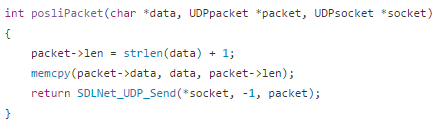 int posliPacket(char *data, UDPpacket *packet, UDPsocket *socket)
{
    packet->len = strlen(data) + 1;
    memcpy(packet->data, data, packet->len);
    return SDLNet_UDP_Send(*socket, -1, packet);
}